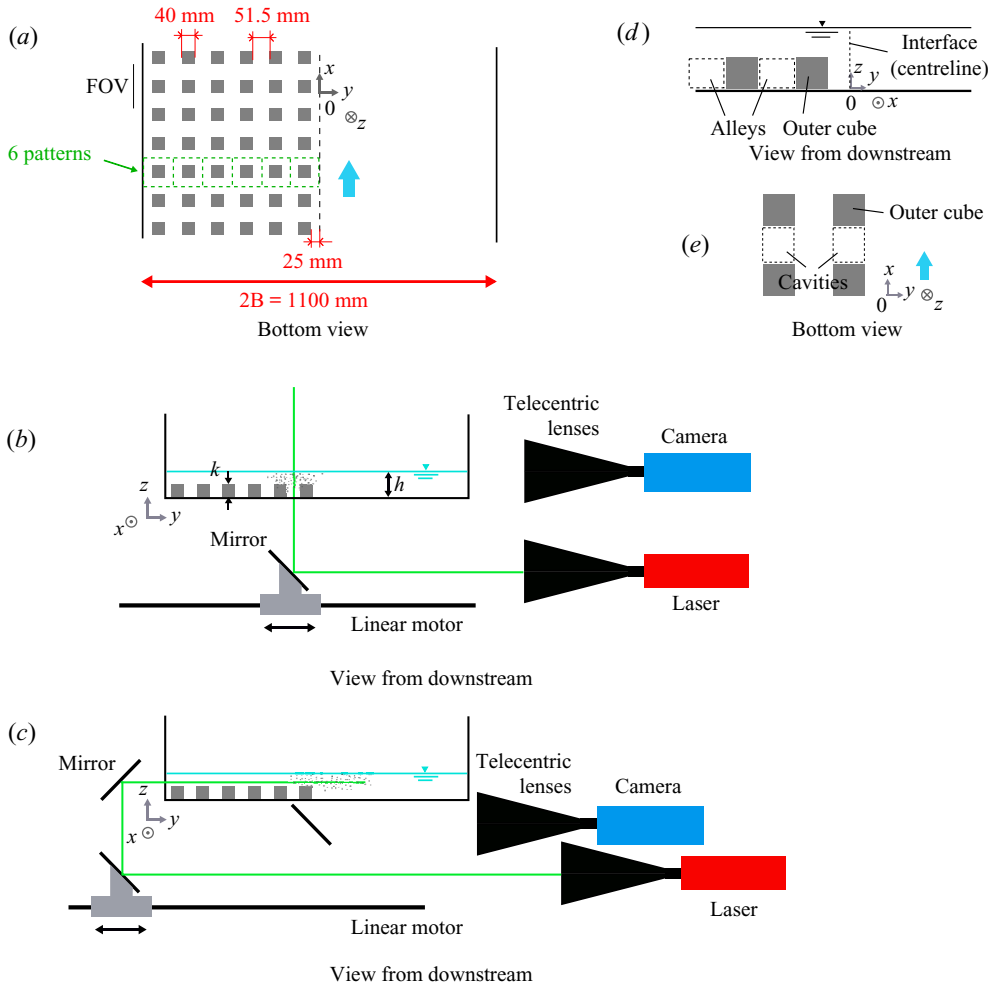 (a)
40 mm
51.5 mm
FOV
x
y
0
z
6 patterns
25 mm
2B = 1100 mm
Bottom view
(d)
Interface
(centreline)
z
y
0
x
Alleys
Outer cube
View from downstream
(e)
Outer cube
Cavities
x
0
y
z
Bottom view
(b)
Telecentric
lenses
Camera
k
h
z
x
y
Mirror
Laser
Linear motor
View from downstream
(c)
Mirror
Telecentric
lenses
Camera
z
y
x
Laser
Linear motor
View from downstream